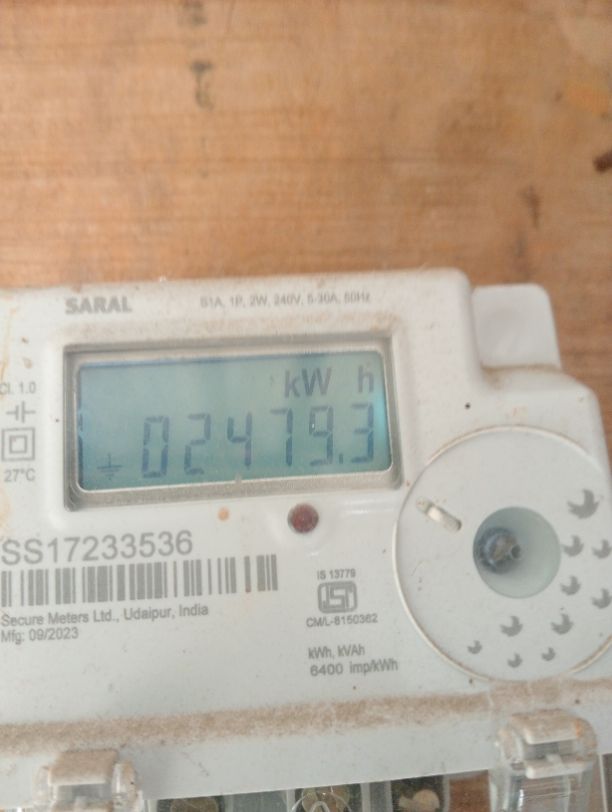 SARAL
S1A, 1P, 2W, 240V, 5-30A, 50Hz
Cl. 1.0
27°C
kW h
02479.3
SS17233536
Secure Meters Ltd., Udaipur, India
Mfg: 09/2023
IS 13779
CM/L-8150362
kWh, kVAh
6400 imp/kWh